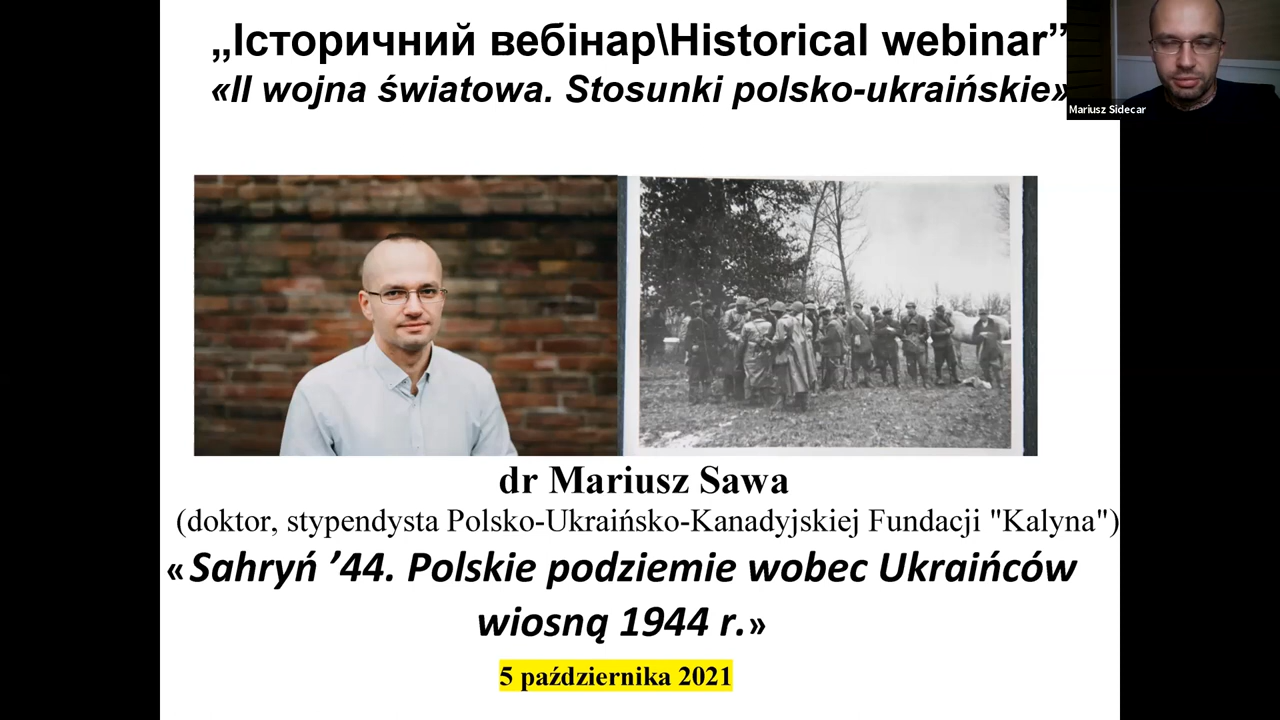 „Історичний вебінар\Historical webinar”
«II wojna światowa. Stosunki polsko-ukraińskie»
Mariusz Sidecar
dr Mariusz Sawa
(doktor, stypendysta Polsko-Ukraińsko-Kanadyjskiej Fundacji "Kalyna")
«Sahryń ’44. Polskie podziemie wobec Ukraińców
wiosną 1944 r.»
5 października 2021